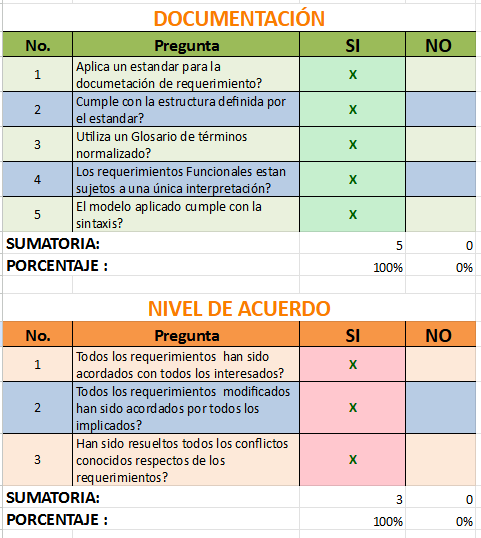 DOCUMENTACIÓN
No. Pregunta SI NO
1 Aplica un estandar para la documetación de requerimiento? X
2 Cumple con la estructura definida por el estandar? X
3 Utiliza un Glosario de términos normalizado? X
4 Los requerimientos Funcionales estan sujetos a una única interpretación? X
5 El modelo aplicado cumple con la sintaxis? X
SUMATORIA: 5 0
PORCENTAJE : 100% 0%
NIVEL DE ACUERDO
No. Pregunta SI NO
1 Todos los requerimientos han sido acordados con todos los interesados? X
2 Todos los requerimientos modificados han sido acordados por todos los implicados? X
3 Han sido resueltos todos los conflictos conocidos respectos de los requerimientos? X
SUMATORIA: 3 0
PORCENTAJE : 100% 0%